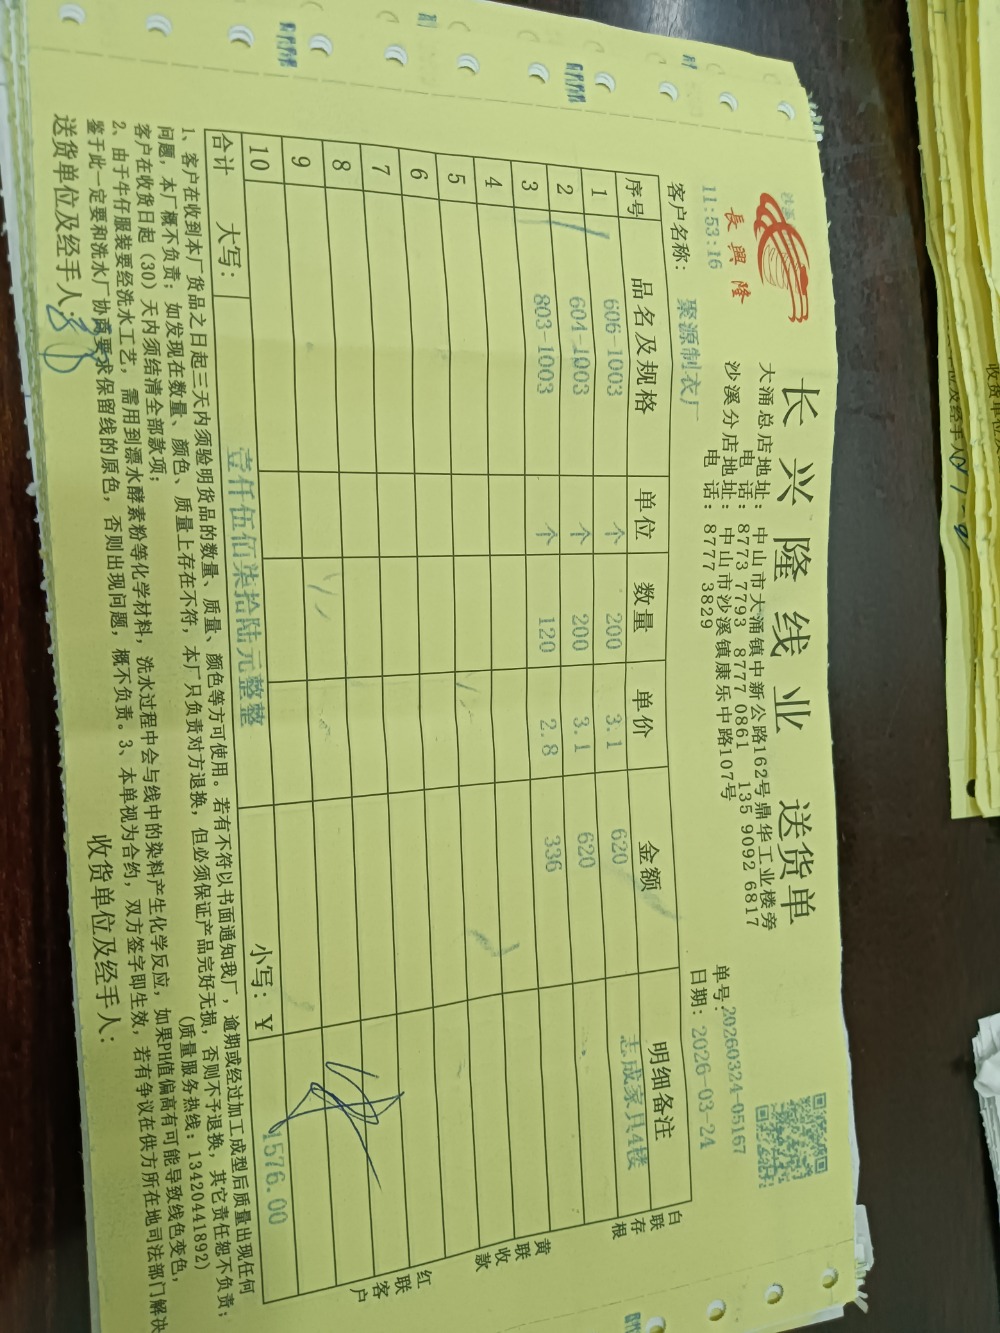 長興隆
长兴隆线业 送货单
大涌总店地址:中山市大涌镇中新公路162号鼎华工业楼旁
电 话:8773 7793 8777 0861 135 9092 6817
沙溪分店地址:中山市沙溪镇康乐中路107号
电 话:8777 3829
单号:20260324-05167
11:53:16
日期:2026-03-24
客户名称:聚源制衣厂
序号 品名及规格 单位 数量 单价 金额 明细备注
1 606-1003 个 200 3.1 620 志成家具4楼
2 604-1003 个 200 3.1 620
3 803-1003 个 120 2.8 336
4
5
6
7
8
9
10
合计 大写:壹仟伍佰柒拾陆元整整 小写:¥ 1576.00
白联存根
黄联收款
红联客户
1、客户在收到本厂货品之日起三天内须验明货品的数量、质量、颜色等方可使用。若有不符以书面通知我厂,逾期或经过加工成型后质量出现任何
问题,本厂概不负责;如发现在数量、颜色、质量上存在不符,本厂只负责对方退换,但必须保证产品完好无损,否则不予退换,其它责任恕不负责;
客户在收货日起(30)天内须结清全部款项; (质量服务热线:13420441892)
2、由于牛仔服装要经洗水工艺,需用到漂水酵素粉等化学材料,洗水过程中会与线中的染料产生化学反应,如果PH值偏高有可能导致线色变色,
鉴于此一定要和洗水厂协商要求保留线的原色,否则出现问题,概不负责。3、本单视为合约,双方签字即生效,若有争议在供方所在地司法部门解决
送货单位及经手人: 收货单位及经手人: